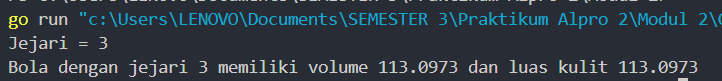 go run "c:\Users\LENOVO\Documents\SEMESTER 3\Praktikum Alpro 2\Modul 2\
Jejari = 3
Bola dengan jejari 3 memiliki volume 113.0973 dan luas kulit 113.0973